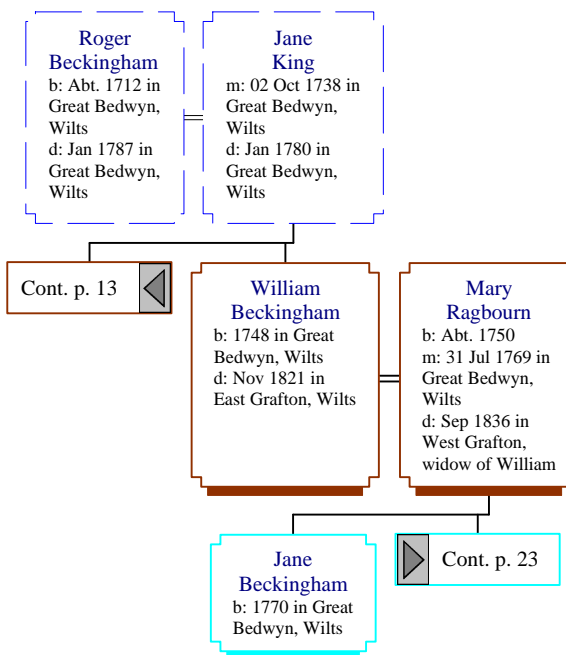 Roger
Beckingham
b: Abt. 1712 in
Great Bedwyn,
Wilts
d: Jan 1787 in
Great Bedwyn,
Wilts
Jane
King
m: 02 Oct 1738 in
Great Bedwyn,
Wilts
d: Jan 1780 in
Great Bedwyn,
Wilts
Cont. p. 13
William
Beckingham
b: 1748 in Great
Bedwyn, Wilts
d: Nov 1821 in
East Grafton, Wilts
Mary
Ragbourn
b: Abt. 1750
m: 31 Jul 1769 in
Great Bedwyn,
Wilts
d: Sep 1836 in
West Grafton,
widow of William
Jane
Beckingham
b: 1770 in Great
Bedwyn, Wilts
Cont. p. 23